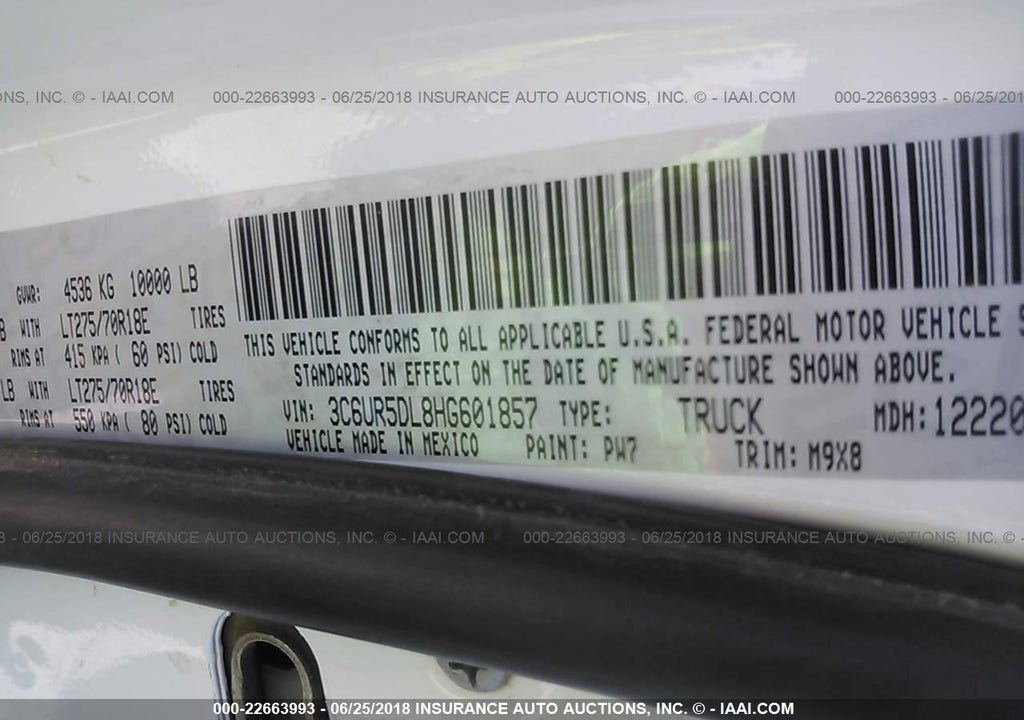 ONS, INC. © - IAAI.COM 000-22663993 - 06/25/2018 INSURANCE AUTO AUCTIONS, INC. © - IAAI.COM 000-22663993 - 06/25/201
GVWR: 4536 KG 10000 LB
B WITH LT275/70R18E TIRES
RIMS AT 415 KPA ( 60 PSI) COLD
LB WITH LT275/70R18E TIRES
RIMS AT 550 KPA ( 80 PSI) COLD
THIS VEHICLE CONFORMS TO ALL APPLICABLE U.S.A. FEDERAL MOTOR VEHICLE S
STANDARDS IN EFFECT ON THE DATE OF MANUFACTURE SHOWN ABOVE.
VIN: 3C6UR5DL8HG601857 TYPE: TRUCK MDH: 12220
VEHICLE MADE IN MEXICO PAINT: PW7 TRIM: M9X8
3 - 06/25/2018 INSURANCE AUTO AUCTIONS, INC. © - IAAI.COM 000-22663993 - 06/25/2018 INSURANCE AUTO AUCTIONS, INC. ©
000-22663993 - 06/25/2018 INSURANCE AUTO AUCTIONS, INC. © - IAAI.COM